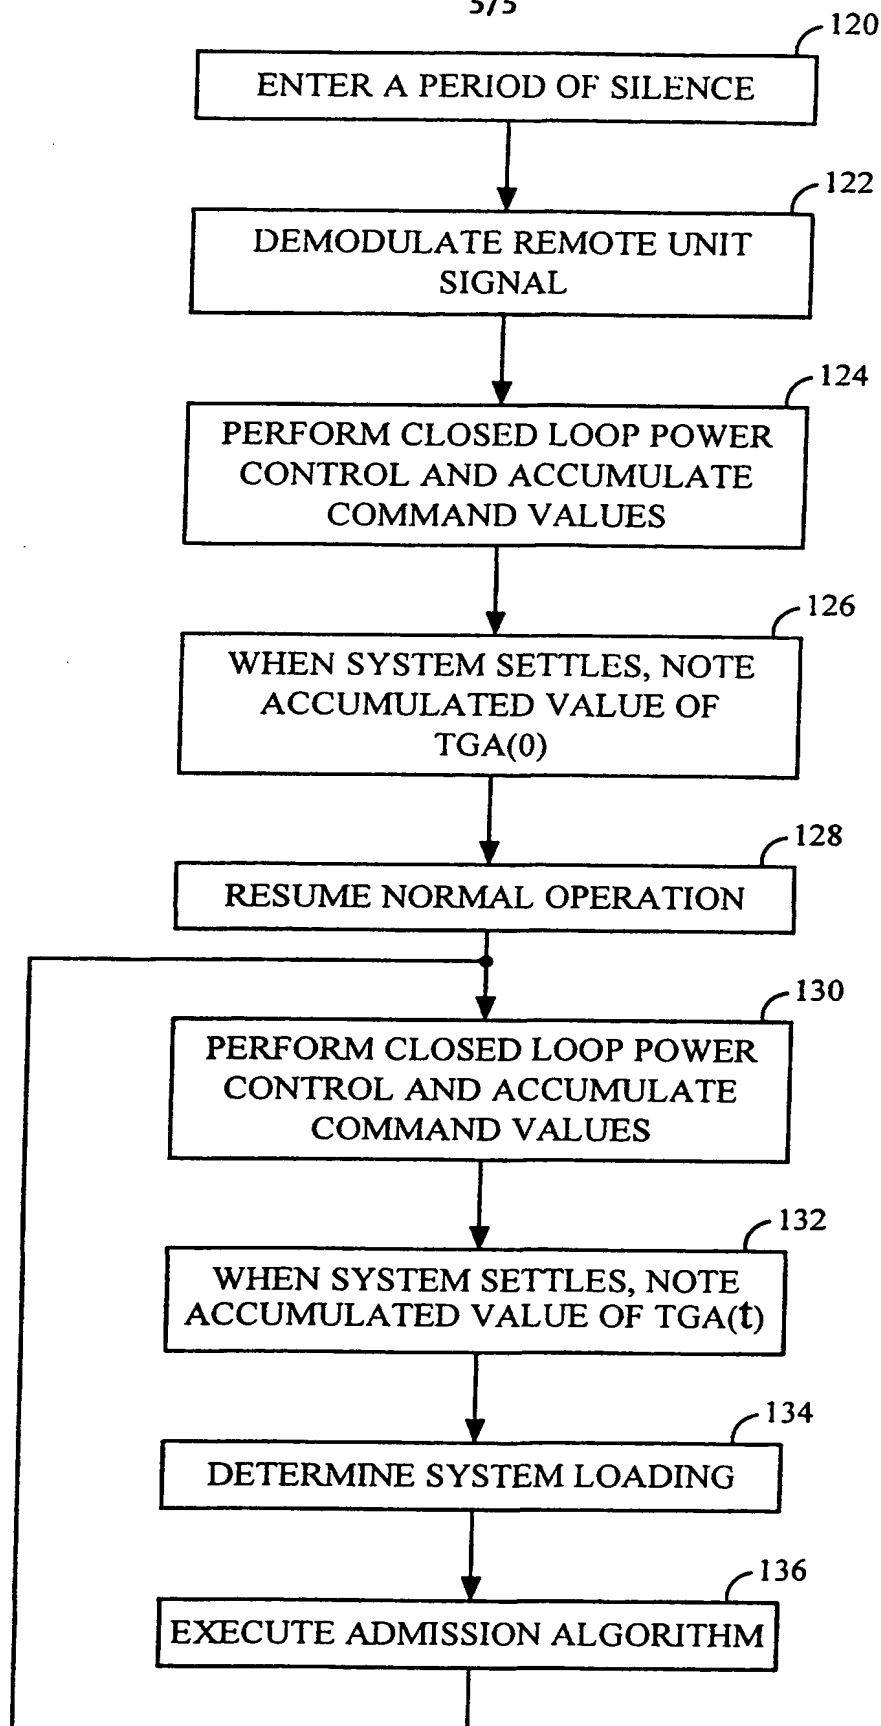 5/5
120
ENTER A PERIOD OF SILENCE
122
DEMODULATE REMOTE UNIT
SIGNAL
124
PERFORM CLOSED LOOP POWER
CONTROL AND ACCUMULATE
COMMAND VALUES
126
WHEN SYSTEM SETTLES, NOTE
ACCUMULATED VALUE OF
TGA(0)
128
RESUME NORMAL OPERATION
130
PERFORM CLOSED LOOP POWER
CONTROL AND ACCUMULATE
COMMAND VALUES
132
WHEN SYSTEM SETTLES, NOTE
ACCUMULATED VALUE OF TGA(t)
134
DETERMINE SYSTEM LOADING
136
EXECUTE ADMISSION ALGORITHM